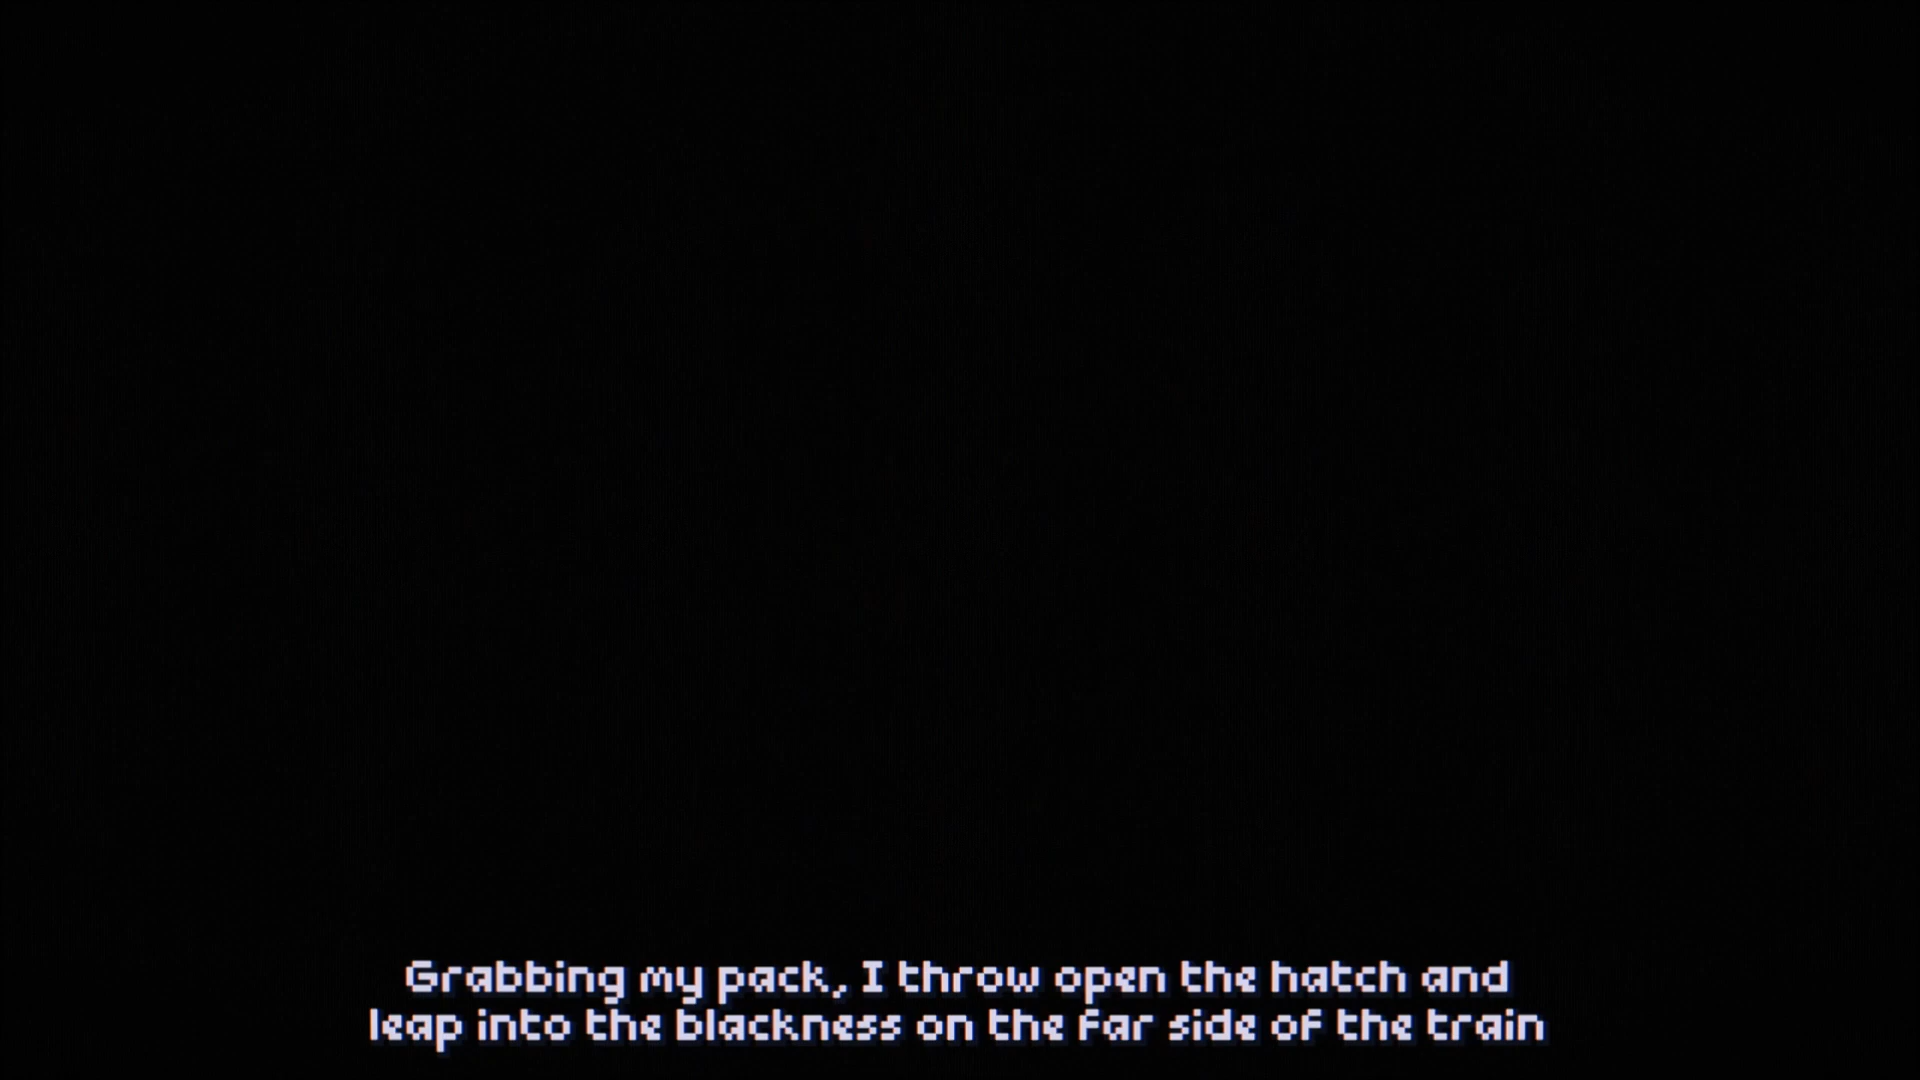 Grabbing my pack, I throw open the hatch and
leap into the blackness on the far side of the train